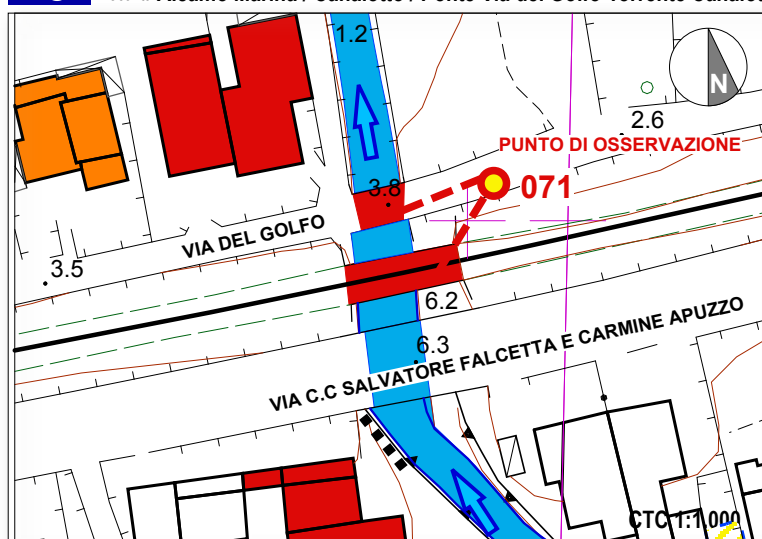 1.2
N
2.6
PUNTO DI OSSERVAZIONE
3.8
071
VIA DEL GOLFO
3.5
6.2
6.3
VIA C.C SALVATORE FALCETTA E CARMINE APUZZO
CTC 1:1.000